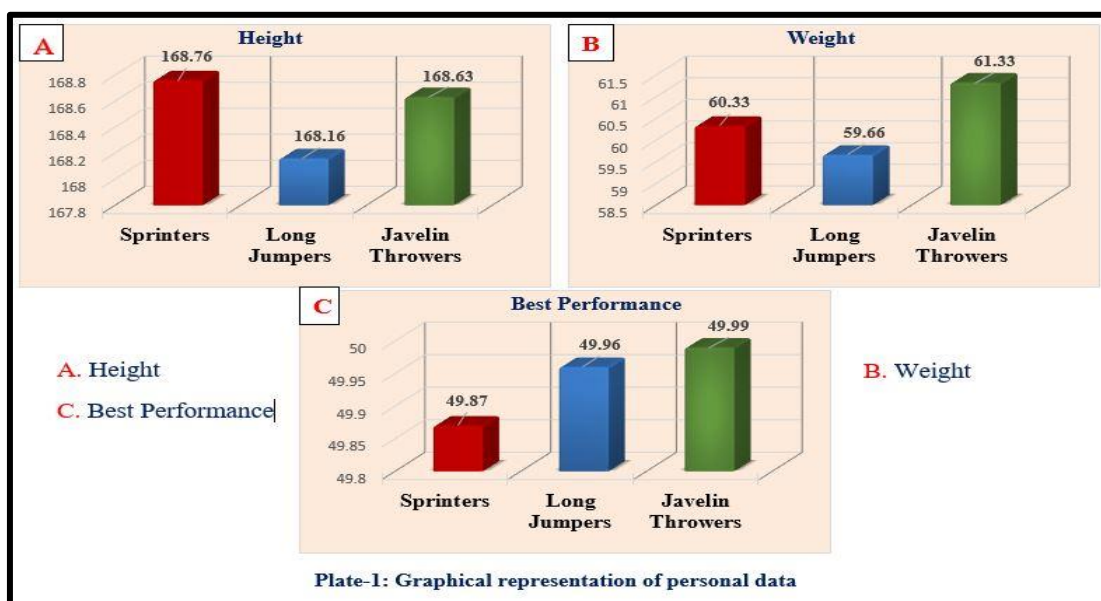 A
Height
168.76
168.16
168.63
168.8
168.6
168.4
168.2
168
167.8
Sprinters
Long
Jumpers
Javelin
Throwers
B
Weight
60.33
59.66
61.33
61.5
61
60.5
60
59.5
59
58.5
Sprinters
Long
Jumpers
Javelin
Throwers
C
Best Performance
49.87
49.96
49.99
50
49.95
49.9
49.85
49.8
Sprinters
Long
Jumpers
Javelin
Throwers
A. Height
B. Weight
C. Best Performance
Plate-1: Graphical representation of personal data